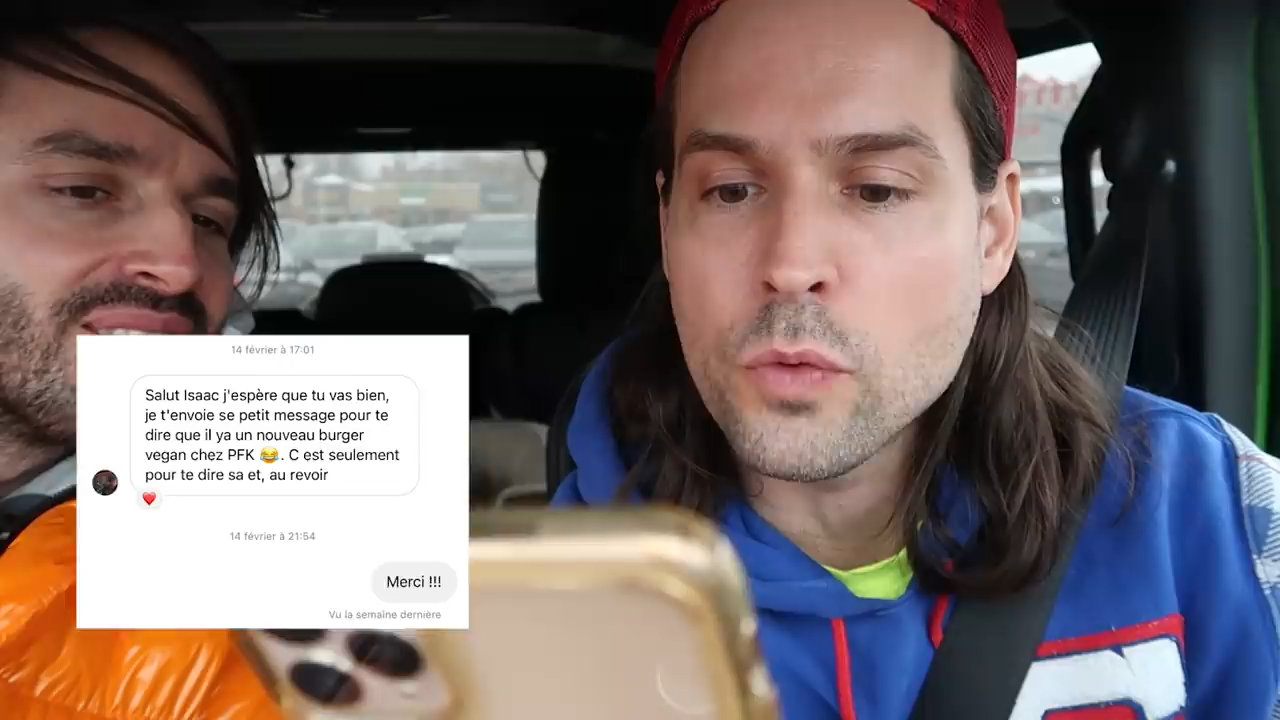 14 février à 17:01
Salut Isaac j'espère que tu vas bien,
je t'envoie se petit message pour te
dire que il ya un nouveau burger
vegan chez PFK 😂. C est seulement
pour te dire sa et, au revoir
❤️
14 février à 21:54
Merci !!!
Vu la semaine dernière